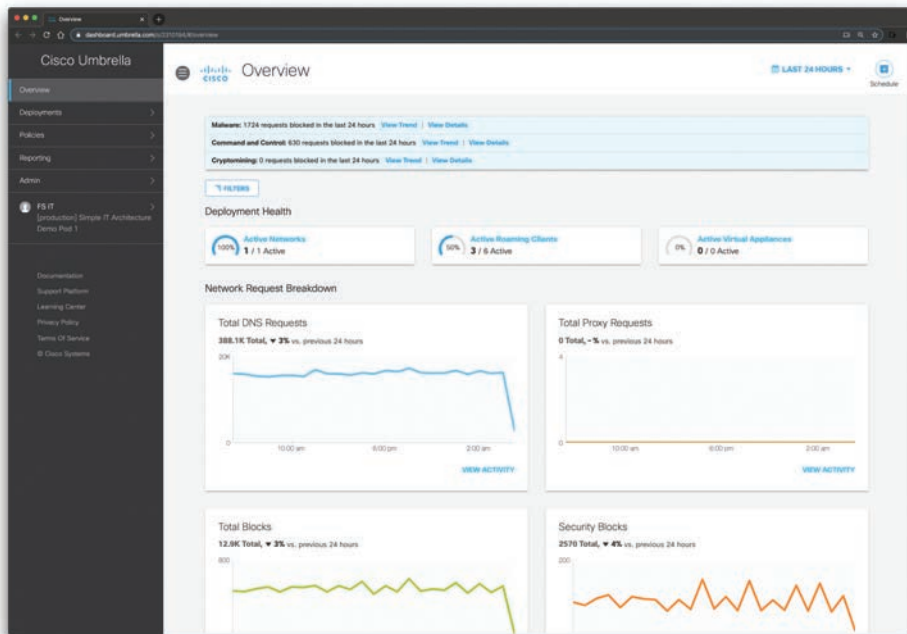 Overview
dashboard.umbrella.com/o/2310164/#/overview
Cisco Umbrella
Overview
Deployments
Policies
Reporting
Admin
FS IT
[production] Simple IT Architecture
Demo Pod 1
Documentation
Support Platform
Learning Center
Privacy Policy
Terms Of Service
© Cisco Systems
CISCO
Overview
LAST 24 HOURS
Schedule
Malware: 1724 requests blocked in the last 24 hours View Trend | View Details
Command and Control: 630 requests blocked in the last 24 hours View Trend | View Details
Cryptomining: 0 requests blocked in the last 24 hours View Trend | View Details
FILTERS
Deployment Health
100%
Active Networks
1 / 1 Active
50%
Active Roaming Clients
3 / 6 Active
0%
Active Virtual Appliances
0 / 0 Active
Network Request Breakdown
Total DNS Requests
388.1K Total, ▼ 3% vs. previous 24 hours
20K
0
10:00 am
6:00 pm
2:00 am
VIEW ACTIVITY
Total Proxy Requests
0 Total, - % vs. previous 24 hours
4
0
10:00 am
6:00 pm
2:00 am
VIEW ACTIVITY
Total Blocks
12.9K Total, ▼ 3% vs. previous 24 hours
800
Security Blocks
2570 Total, ▼ 4% vs. previous 24 hours
200